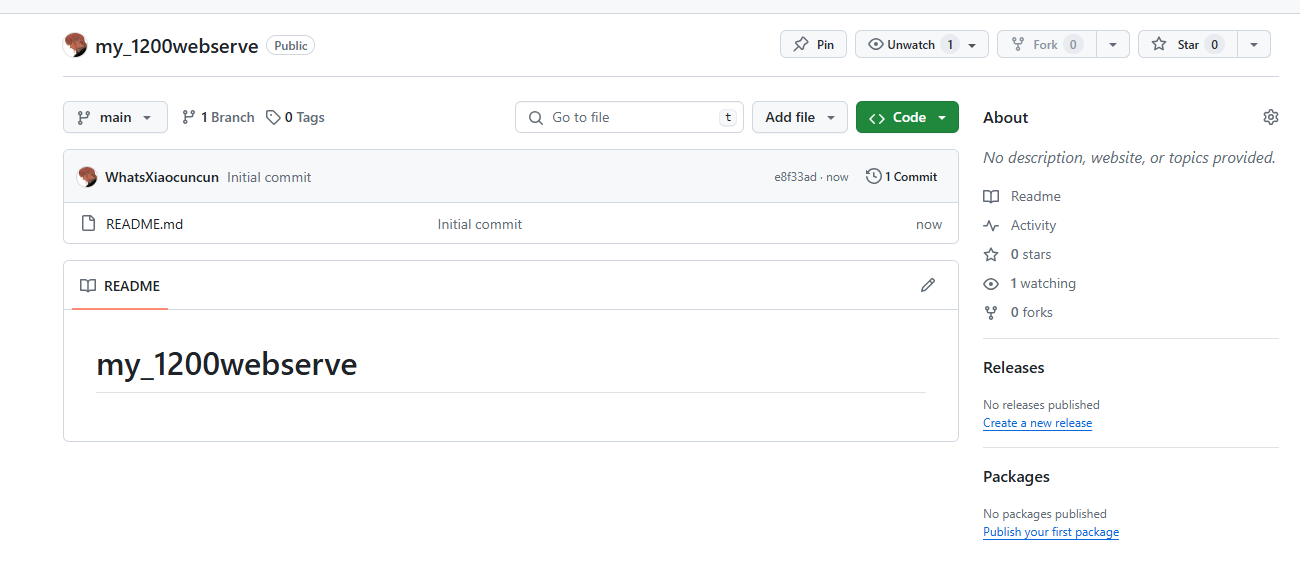 my_1200webserve Public Pin Unwatch 1 Fork 0 Star 0
main 1 Branch 0 Tags Go to file t Add file Code
WhatsXiaocuncun Initial commit e8f33ad · now 1 Commit
README.md Initial commit now
README
my_1200webserve
About
No description, website, or topics provided.
Readme
Activity
0 stars
1 watching
0 forks
Releases
No releases published
Create a new release
Packages
No packages published
Publish your first package